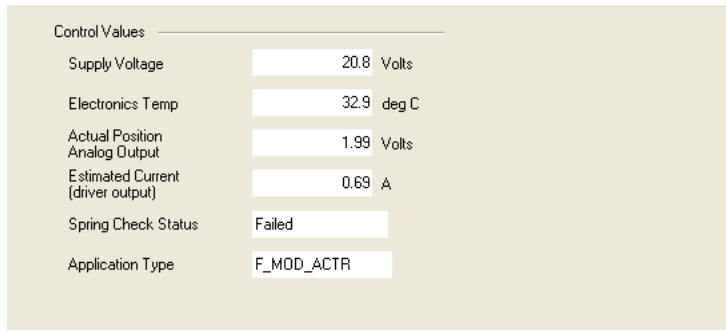 Control Values
Supply Voltage 20.8 Volts
Electronics Temp 32.9 deg C
Actual Position
Analog Output 1.99 Volts
Estimated Current
(driver output) 0.69 A
Spring Check Status Failed
Application Type F_MOD_ACTR